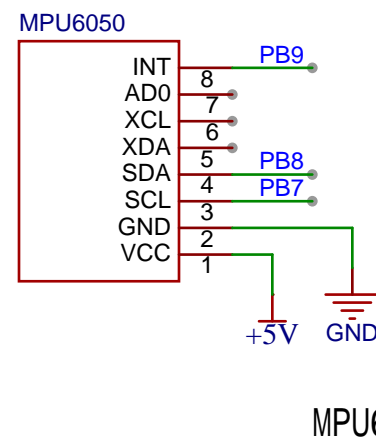 MPU6050
INT 8 PB9
AD0 7
XCL 6
XDA 5
SDA 4 PB8
SCL 3 PB7
GND 2
VCC 1
+5V GND
MPU6